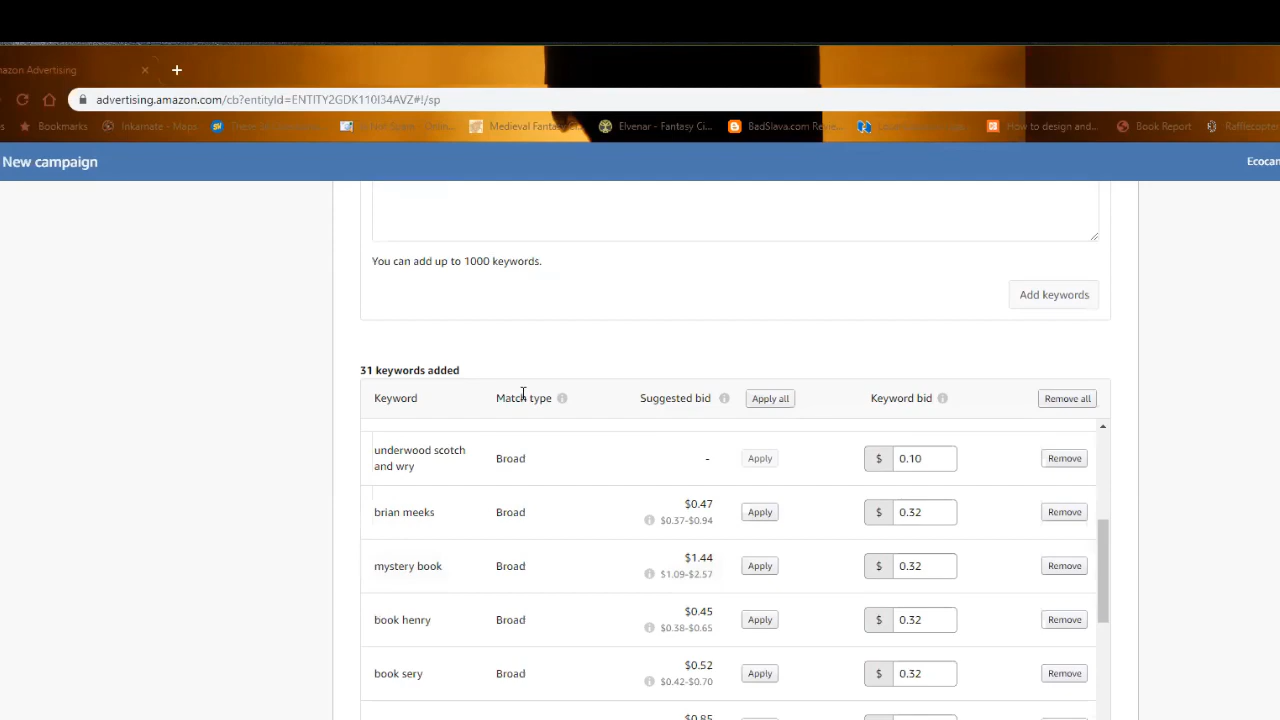 azon Advertising
advertising.amazon.com/cb?entityId=ENTITY2GDK110I34AVZ#!/sp
s Bookmarks Inkarnate - Maps Medieval Fantasy Ci... Elvenar - Fantasy Ci... BadSlava.com Revie... How to design and... Book Report Rafflecopter
New campaign
Ecocan
You can add up to 1000 keywords.
Add keywords
31 keywords added
Keyword Match type Suggested bid Apply all Keyword bid Remove all
underwood scotch
and wry
Broad - Apply $ 0.10 Remove
brian meeks Broad $0.47 Apply $ 0.32 Remove
$0.37-$0.94
mystery book Broad $1.44 Apply $ 0.32 Remove
$1.09-$2.57
book henry Broad $0.45 Apply $ 0.32 Remove
$0.38-$0.65
book sery Broad $0.52 Apply $ 0.32 Remove
$0.42-$0.70
$0.85